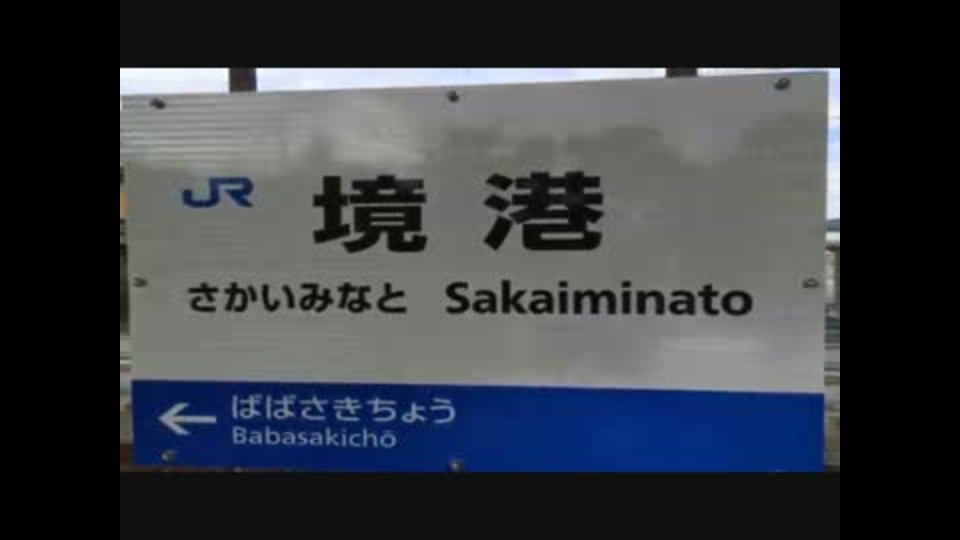 JR 境港
さかいみなと Sakaiminato
← ばばさきちょう
Babasakichō